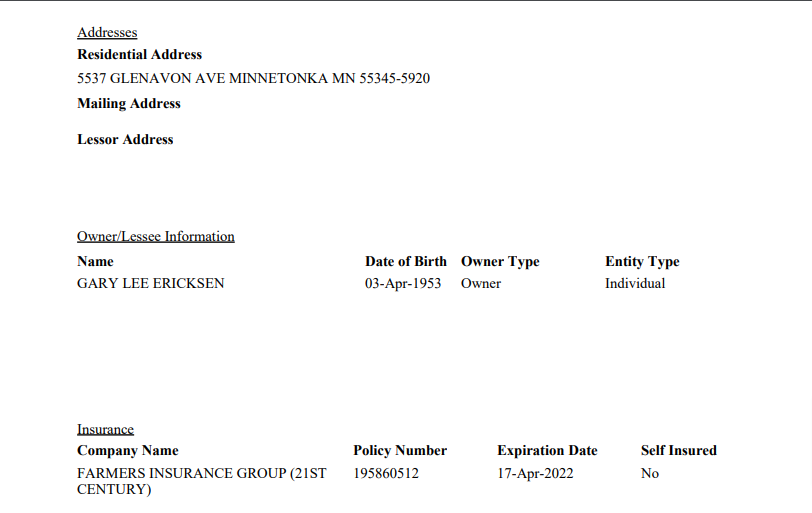 Addresses
Residential Address
5537 GLENAVON AVE MINNETONKA MN 55345-5920
Mailing Address
Lessor Address
Owner/Lessee Information
Name Date of Birth Owner Type Entity Type
GARY LEE ERICKSEN 03-Apr-1953 Owner Individual
Insurance
Company Name Policy Number Expiration Date Self Insured
FARMERS INSURANCE GROUP (21ST 195860512 17-Apr-2022 No
CENTURY)